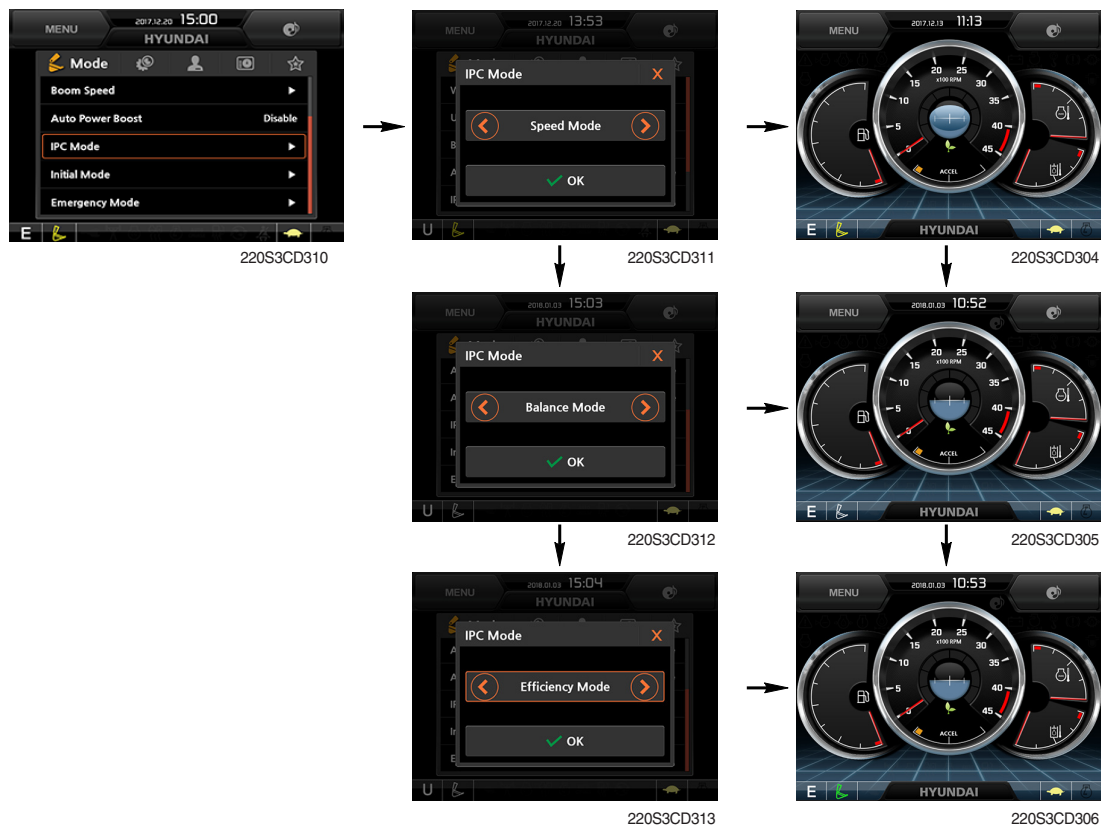 MENU
2017.12.20 15:00
HYUNDAI
Mode
Boom Speed
Auto Power Boost Disable
IPC Mode
Initial Mode
Emergency Mode
E
220S3CD310
MENU
2017.12.20 13:53
HYUNDAI
IPC Mode X
Speed Mode
OK
U
220S3CD311
MENU
2017.12.13 11:13
0 5 10 15 20 25 30 35 40 45
x100 RPM
ACCEL
E
HYUNDAI
220S3CD304
MENU
2018.01.03 15:03
HYUNDAI
IPC Mode X
Balance Mode
OK
U
220S3CD312
MENU
2018.01.03 10:52
0 5 10 15 20 25 30 35 40 45
x100 RPM
ACCEL
E
HYUNDAI
220S3CD305
MENU
2018.01.03 15:04
HYUNDAI
IPC Mode X
Efficiency Mode
OK
U
220S3CD313
MENU
2018.01.03 10:53
0 5 10 15 20 25 30 35 40 45
x100 RPM
ACCEL
E
HYUNDAI
220S3CD306